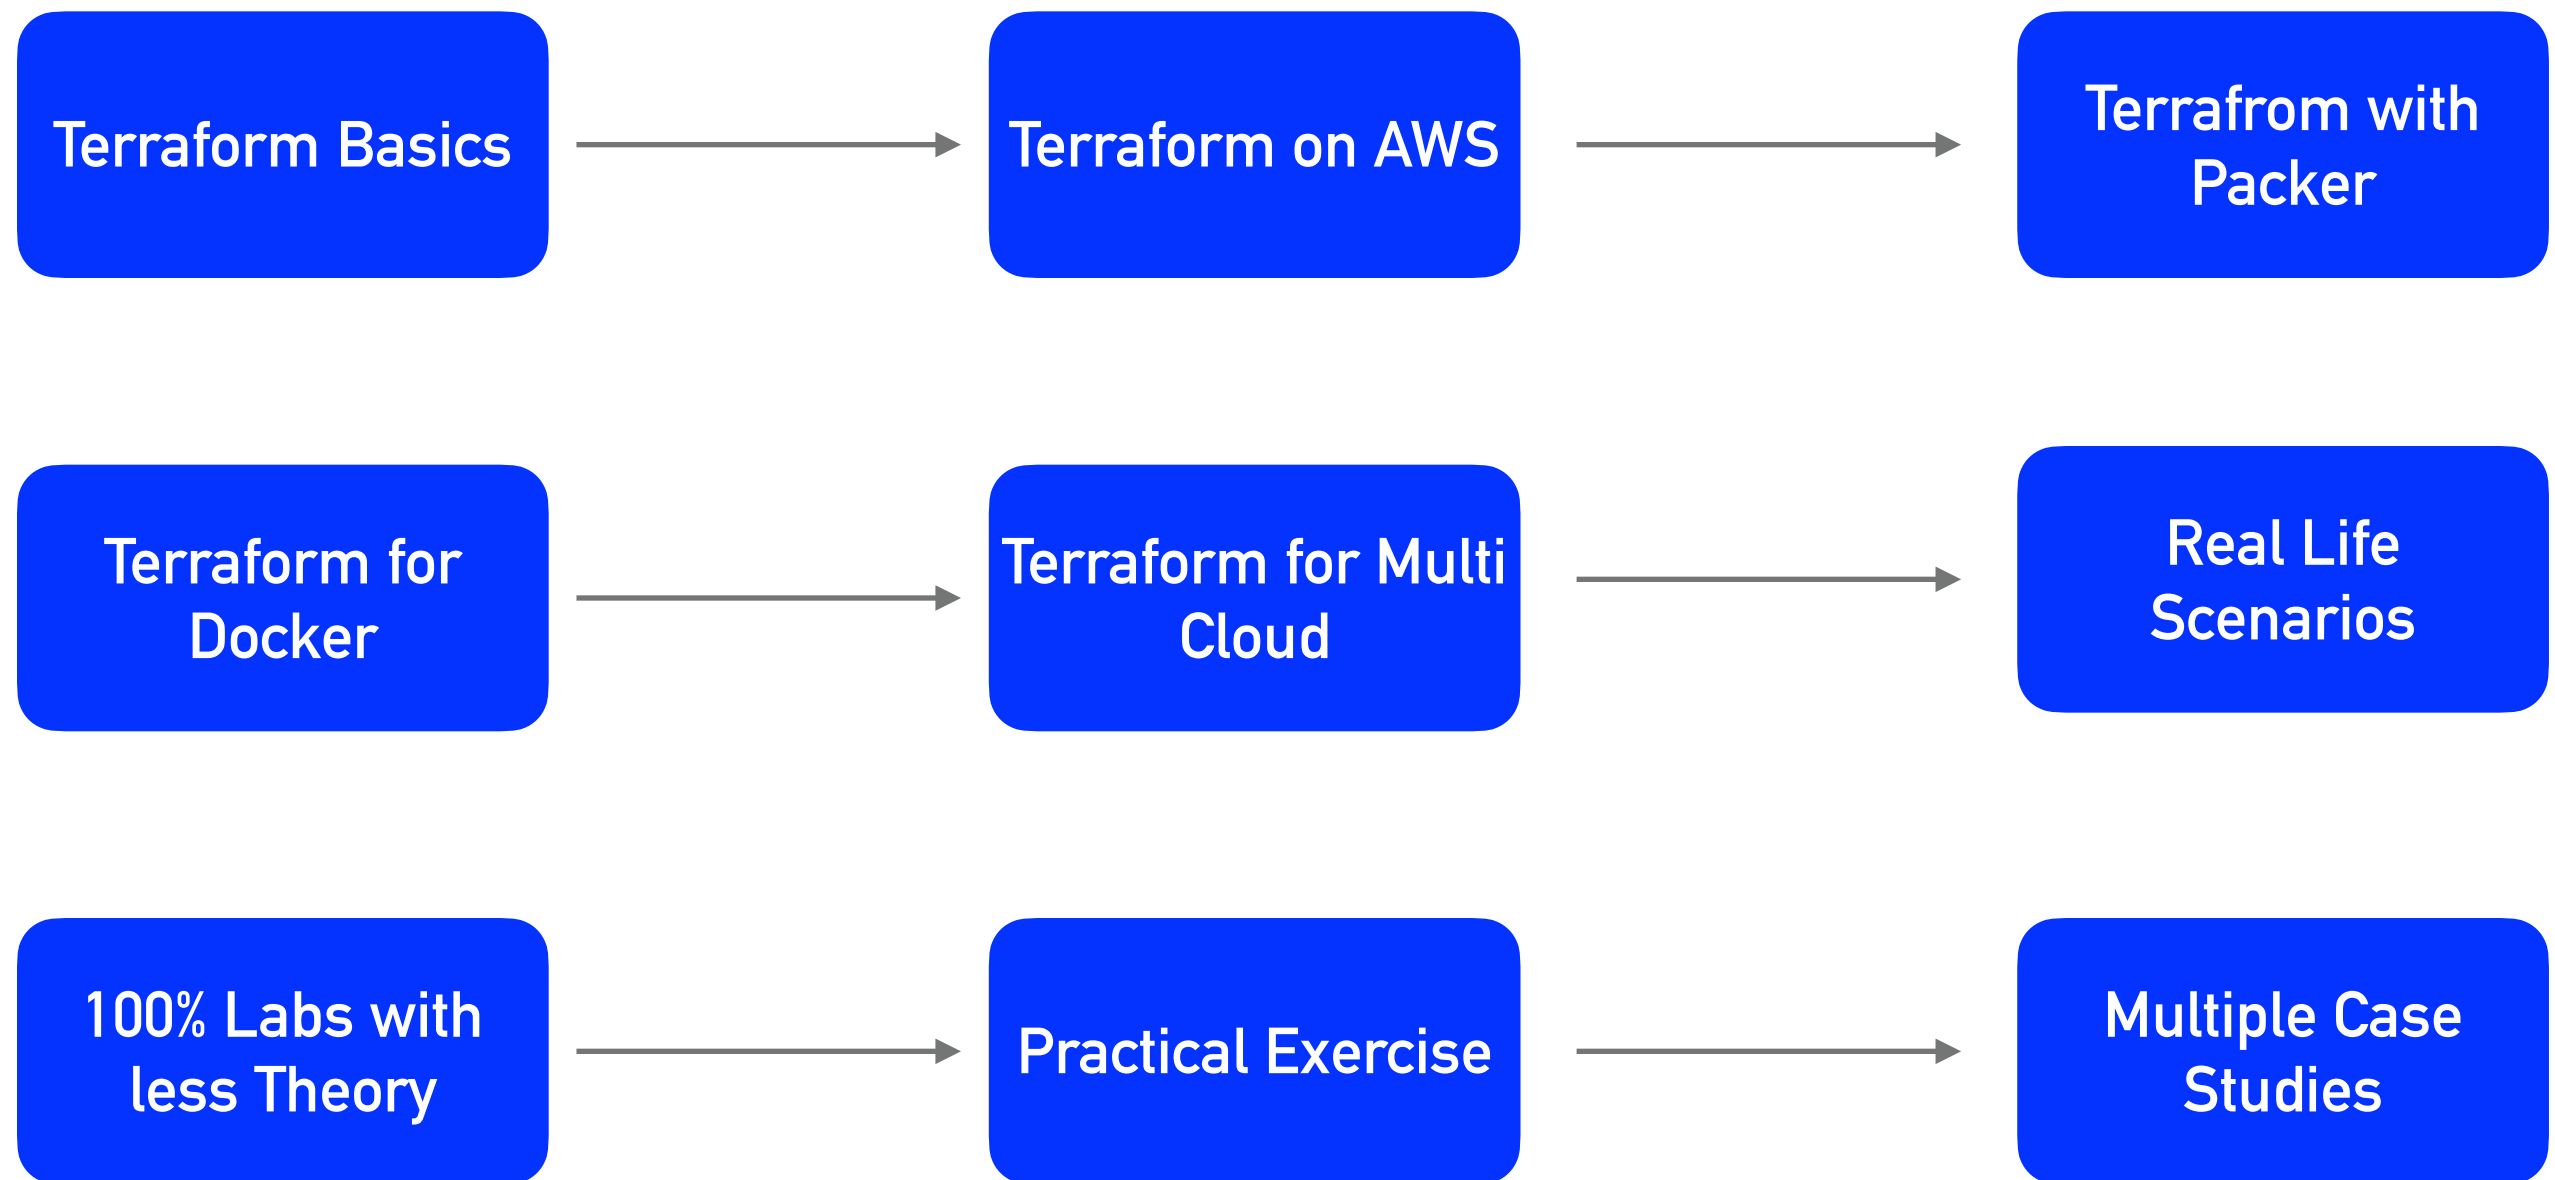 Terraform Basics
Terraform on AWS
Terrafrom with
Packer
Terraform for
Docker
Terraform for Multi
Cloud
Real Life
Scenarios
100% Labs with
less Theory
Practical Exercise
Multiple Case
Studies